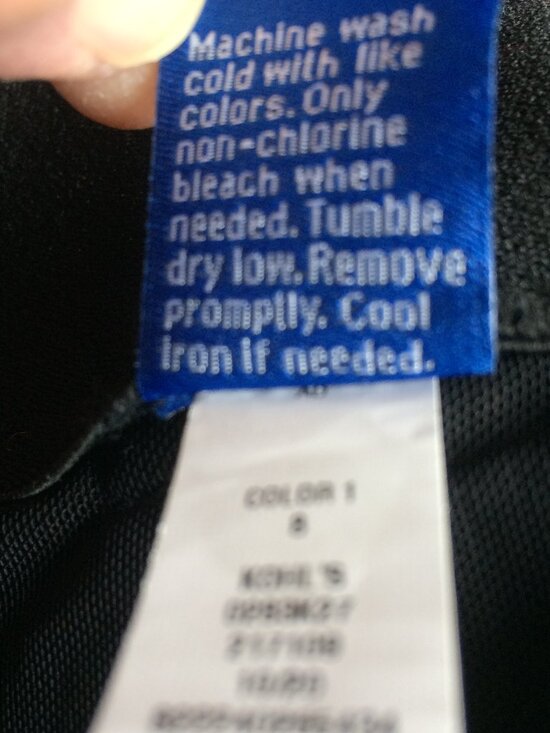 Machine wash
cold with like
colors. Only
non-chlorine
bleach when
needed. Tumble
dry low. Remove
promptly. Cool
iron if needed.
COLOR 1
KOHL'S